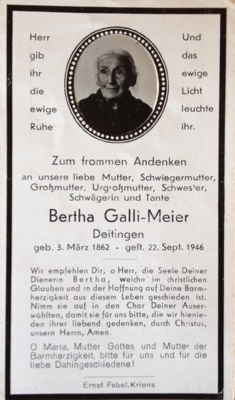 Herr
gib
ihr
die
ewige
Ruhe
Und
das
ewige
Licht
leuchte
ihr.
Zum frommen Andenken
an unsere liebe Mutter, Schwiegermutter,
Großmutter, Urgroßmutter, Schwester,
Schwägerin und Tante
Bertha Galli-Meier
Deitingen
geb. 3. März 1862 - gest. 22. Sept. 1946
Wir empfehlen Dir, o Herr, die Seele Deiner
Dienerin Bertha, welche im christlichen
Glauben und in der Hoffnung auf Deine Barm-
herzigkeit aus diesem Leben geschieden ist.
Nimm sie auf in den Chor Deiner Auser-
wählten, damit sie für uns bitte, die wir hienie-
den ihrer liebend gedenken, durch Christus,
unsern Herrn, Amen.
O Maria, Mutter Gottes und Mutter der
Barmherzigkeit, bitte für uns und für die
liebe Dahingeschiedene!
Ernst Fabel, Kriens